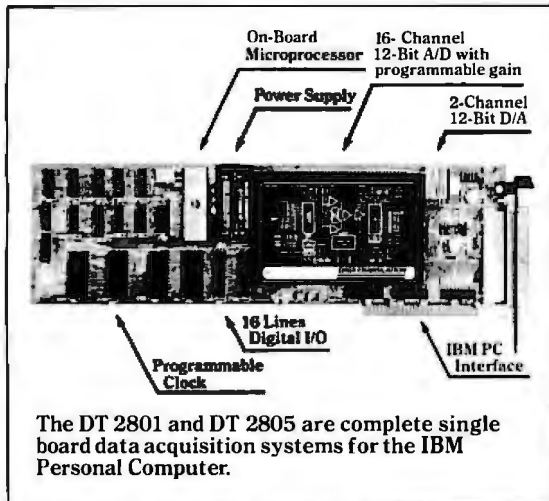 On-Board
Microprocessor
Power Supply
16- Channel
12-Bit A/D with
programmable gain
2-Channel
12-Bit D/A
16 Lines
Digital I/O
Programmable
Clock
IBM PC
Interface
The DT 2801 and DT 2805 are complete single
board data acquisition systems for the IBM
Personal Computer.